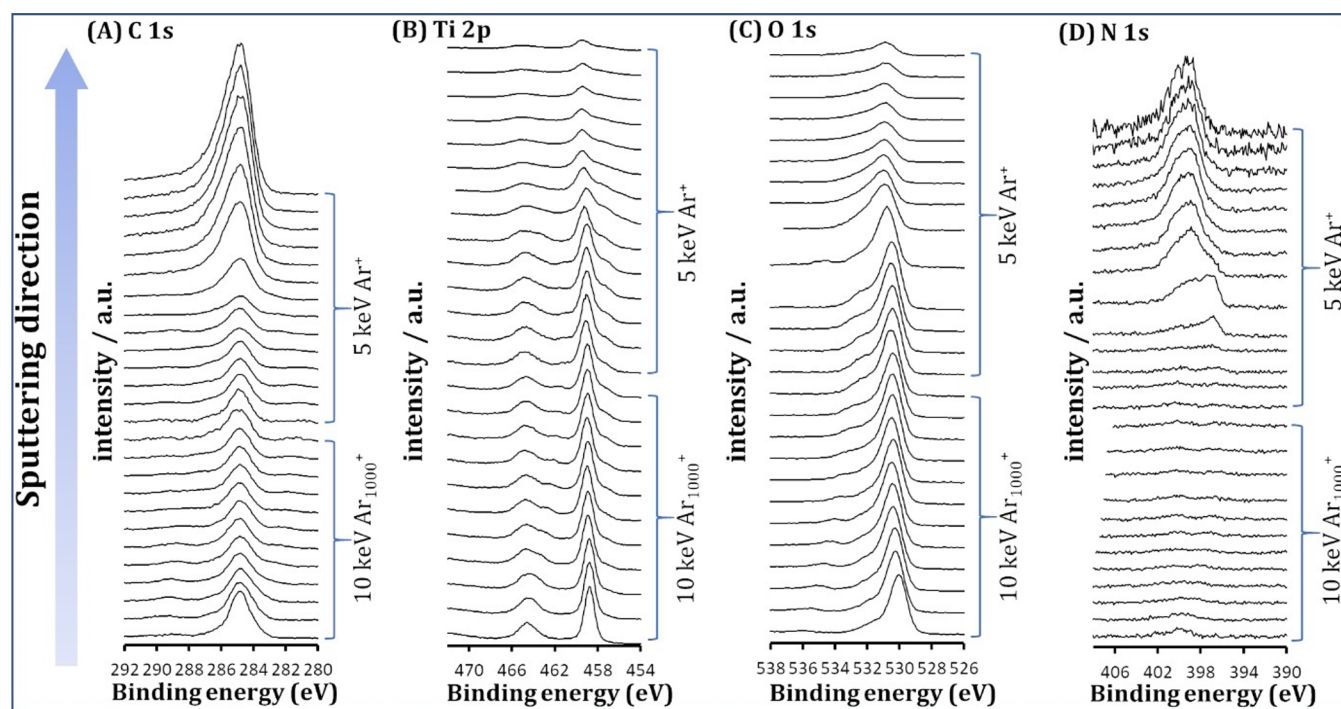 Sputtering direction
(A) C 1s
intensity / a.u.
5 keV Ar⁺
10 keV Ar₁₀₀₀⁺
292 290 288 286 284 282 280
Binding energy (eV)
(B) Ti 2p
intensity / a.u.
5 keV Ar⁺
10 keV Ar₁₀₀₀⁺
470 466 462 458 454
Binding energy (eV)
(C) O 1s
intensity / a.u.
5 keV Ar⁺
10 keV Ar₁₀₀₀⁺
538 536 534 532 530 528 526
Binding energy (eV)
(D) N 1s
intensity / a.u.
5 keV Ar⁺
10 keV Ar₁₀₀₀⁺
406 402 398 394 390
Binding energy (eV)